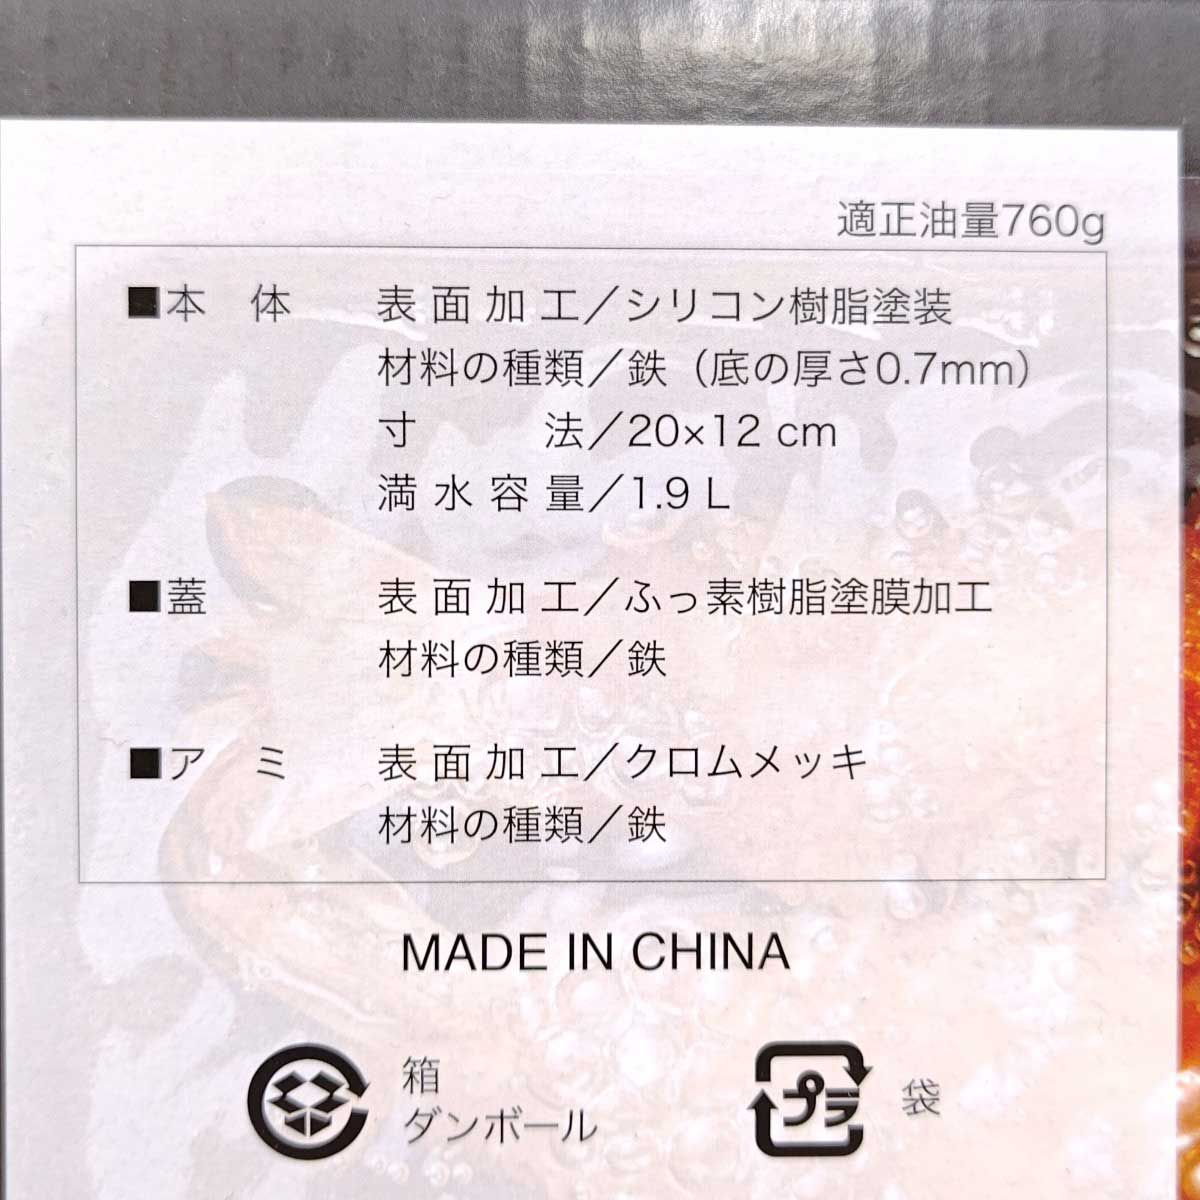 適正油量760g
■本　体　表面加工／シリコン樹脂塗装
材料の種類／鉄（底の厚さ0.7mm）
寸　　法／20×12 cm
満水容量／1.9 L
■蓋　表面加工／ふっ素樹脂塗膜加工
材料の種類／鉄
■ア　ミ　表面加工／クロムメッキ
材料の種類／鉄
MADE IN CHINA
箱
ダンボール
プラ 袋